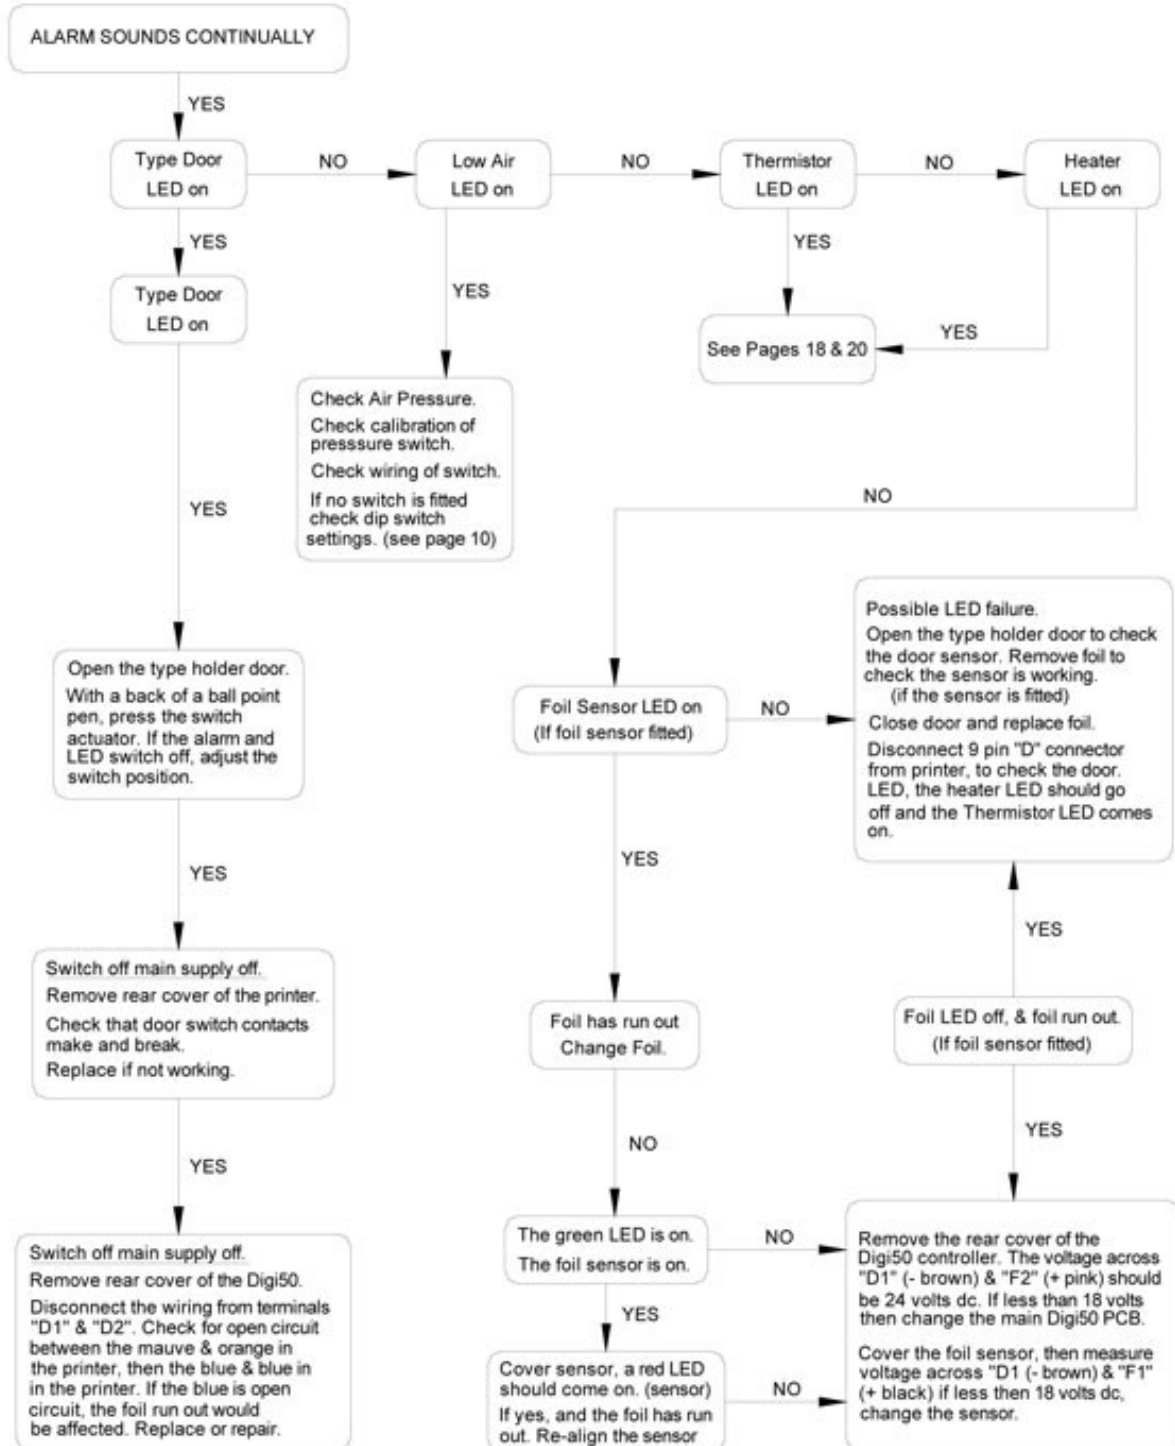 ALARM SOUNDS CONTINUALLY
YES
Type Door
LED on
NO
Low Air
LED on
NO
Thermistor
LED on
NO
Heater
LED on
YES
Type Door
LED on
YES
YES
See Pages 18 & 20
YES
Check Air Pressure.
Check calibration of
presssure switch.
Check wiring of switch.
If no switch is fitted
check dip switch
settings. (see page 10)
YES
NO
Open the type holder door.
With a back of a ball point
pen, press the switch
actuator. If the alarm and
LED switch off, adjust the
switch position.
Foil Sensor LED on
(If foil sensor fitted)
NO
Possible LED failure.
Open the type holder door to check
the door sensor. Remove foil to
check the sensor is working.
(if the sensor is fitted)
Close door and replace foil.
Disconnect 9 pin "D" connector
from printer, to check the door.
LED, the heater LED should go
off and the Thermistor LED comes
on.
YES
YES
YES
Switch off main supply off.
Remove rear cover of the printer.
Check that door switch contacts
make and break.
Replace if not working.
Foil has run out
Change Foil.
Foil LED off, & foil run out.
(If foil sensor fitted)
YES
NO
YES
Switch off main supply off.
Remove rear cover of the Digi50.
Disconnect the wiring from terminals
"D1" & "D2". Check for open circuit
between the mauve & orange in
the printer, then the blue & blue in
in the printer. If the blue is open
circuit, the foil run out would
be affected. Replace or repair.
The green LED is on.
The foil sensor is on.
NO
YES
Cover sensor, a red LED
should come on. (sensor)
If yes, and the foil has run
out. Re-align the sensor
NO
Remove the rear cover of the
Digi50 controller. The voltage across
"D1" (- brown) & "F2" (+ pink) should
be 24 volts dc. If less than 18 volts
then change the main Digi50 PCB.
Cover the foil sensor, then measure
voltage across "D1 (- brown) & "F1"
(+ black) if less then 18 volts dc,
change the sensor.